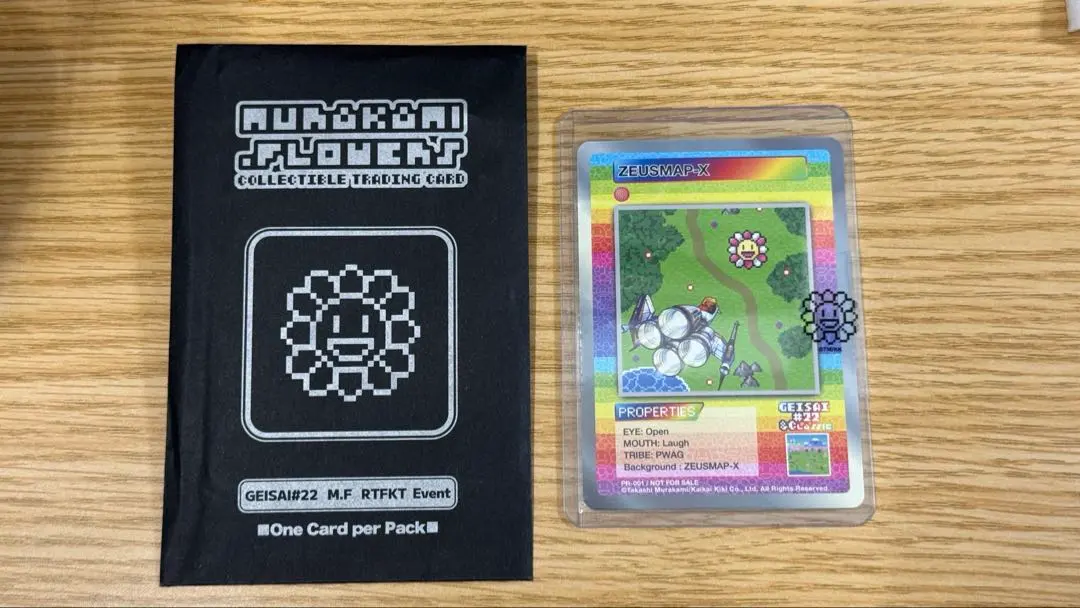 MURAKAMI
.FLOWERS
COLLECTIBLE TRADING CARD
GEISAI#22 M.F RTFKT Event
■One Card per Pack■
ZEUSMAP-X
PROPERTIES
EYE: Open
MOUTH: Laugh
TRIBE: PWAG
Background : ZEUSMAP-X
GEISAI
#22
&Classic
PR-001 / NOT FOR SALE
©Takashi Murakami/Kaikai Kiki Co., Ltd. All Rights Reserved.